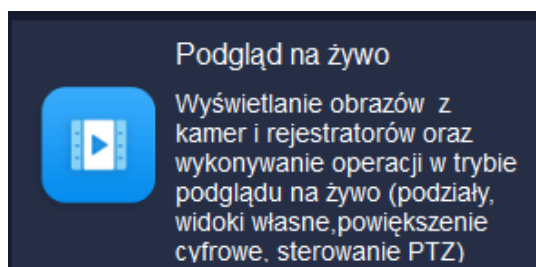 Podgląd na żywo
Wyświetlanie obrazów z
kamer i rejestratorów oraz
wykonywanie operacji w trybie
podglądu na żywo (podziały,
widoki własne,powiększenie
cyfrowe, sterowanie PTZ)